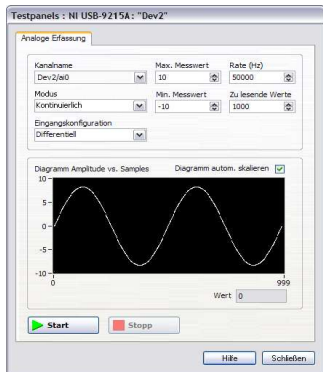 Testpanels : NI USB-9215A: "Dev2"
Analoge Erfassung
Kanalname
Max. Messwert
Rate (Hz)
Dev2/ai0
10
50000
Modus
Min. Messwert
Zu lesende Werte
Kontinuierlich
-10
1000
Eingangskonfiguration
Differentiell
Diagramm Amplitude vs. Samples
Diagramm autom. skalieren
10
5
0
-5
-10
0
999
Wert 0
Start
Stopp
Hilfe
Schließen